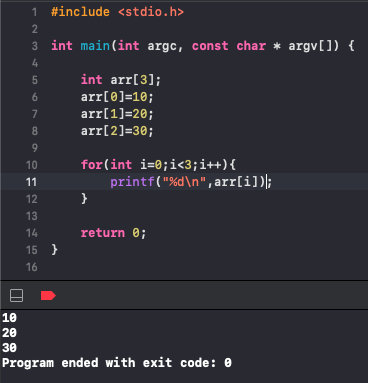 1 #include <stdio.h>
2
3 int main(int argc, const char * argv[]) {
4
5     int arr[3];
6     arr[0]=10;
7     arr[1]=20;
8     arr[2]=30;
9
10     for(int i=0;i<3;i++){
11         printf("%d\n",arr[i]);
12     }
13
14     return 0;
15 }
16
10
20
30
Program ended with exit code: 0